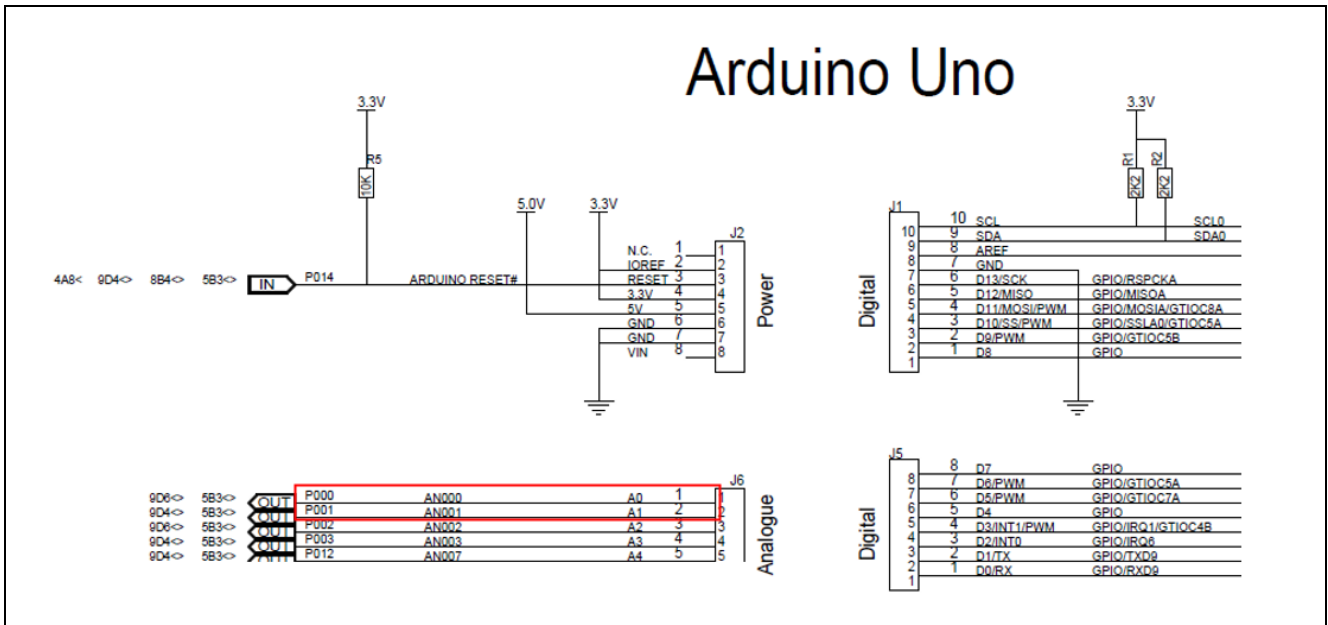 Arduino Uno
3.3V
R5
10K
5.0V 3.3V
J2
N.C. 1 1
IOREF 2 2
4A8< 9D4<> 8B4<> 5B3<> IN P014 ARDUINO RESET# RESET 3 3
3.3V 4 4
5V 5 5
GND 6 6
GND 7 7
VIN 8 8
Power
3.3V
R1 R2
2K2 2K2
J1
10 10 SCL SCL0
9 9 SDA SDA0
8 8 AREF
7 7 GND
6 6 D13/SCK GPIO/RSPCKA
5 5 D12/MISO GPIO/MISOA
4 4 D11/MOSI/PWM GPIO/MOSIA/GTIOC8A
3 3 D10/SS/PWM GPIO/SSLA0/GTIOC5A
2 2 D9/PWM GPIO/GTIOC5B
1 1 D8 GPIO
Digital
J6
9D6<> 5B3<> OUT P000 AN000 A0 1 1
9D4<> 5B3<> OUT P001 AN001 A1 2 2
9D6<> 5B3<> OUT P002 AN002 A2 3 3
9D4<> 5B3<> OUT P003 AN003 A3 4 4
9D4<> 5B3<> OUT P012 AN007 A4 5 5
Analogue
J5
8 8 D7 GPIO
7 7 D6/PWM GPIO/GTIOC5A
6 6 D5/PWM GPIO/GTIOC7A
5 5 D4 GPIO
4 4 D3/INT1/PWM GPIO/IRQ1/GTIOC4B
3 3 D2/INT0 GPIO/IRQ6
2 2 D1/TX GPIO/TXD9
1 1 D0/RX GPIO/RXD9
Digital